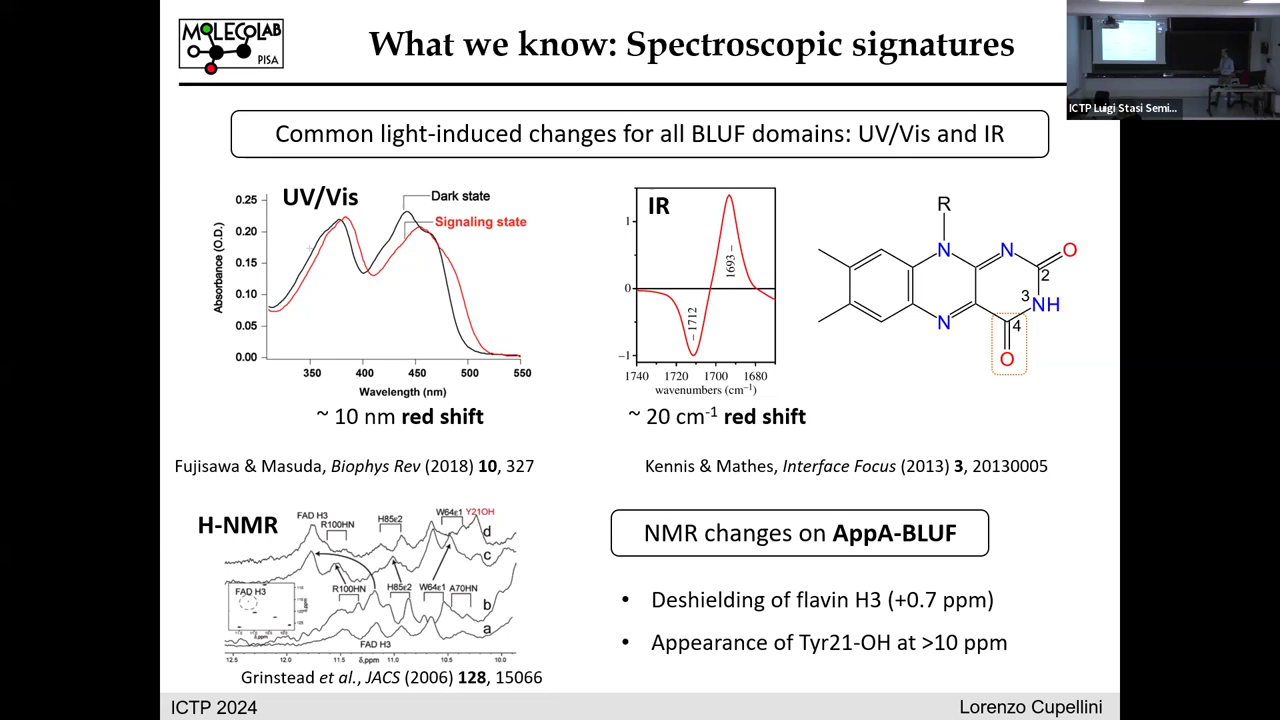 MOLECOLAB
PISA
What we know: Spectroscopic signatures
ICTP Luigi Stasi Semi...
Common light-induced changes for all BLUF domains: UV/Vis and IR
UV/Vis
Dark state
Signaling state
Absorbance (O.D.)
0.25
0.20
0.15
0.10
0.05
0.00
350
400
450
500
550
Wavelength (nm)
~ 10 nm red shift
IR
1
0
−1
1693 −
− 1712
1740
1720
1700
1680
wavenumbers (cm⁻¹)
~ 20 cm⁻¹ red shift
R
N
N
O
2
3
NH
N
4
O
Fujisawa & Masuda, Biophys Rev (2018) 10, 327
Kennis & Mathes, Interface Focus (2013) 3, 20130005
H-NMR
FAD H3
R100HN
H85ε2
W64ε1
Y21OH
d
c
R100HN
H85ε2
W64ε1
A70HN
FAD H3
b
a
FAD H3
12.5
12.0
11.5
11.0
10.5
10.0
δ,ppm
Grinstead et al., JACS (2006) 128, 15066
NMR changes on AppA-BLUF
• Deshielding of flavin H3 (+0.7 ppm)
• Appearance of Tyr21-OH at >10 ppm
ICTP 2024
Lorenzo Cupellini